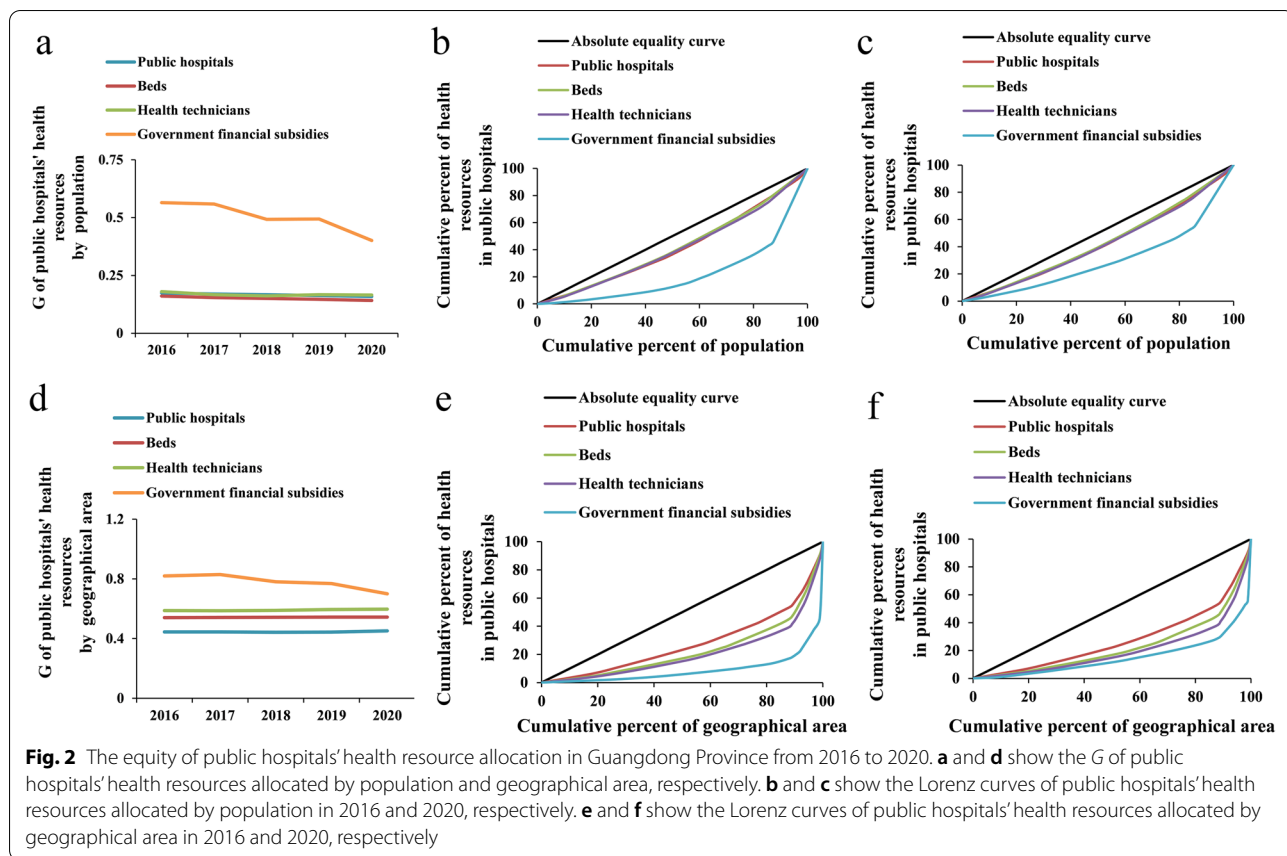 a
Public hospitals
Beds
Health technicians
Government financial subsidies
G of public hospitals' health
resources
by population
0.75
0.5
0.25
0
2016 2017 2018 2019 2020
b
Absolute equality curve
Public hospitals
Beds
Health technicians
Government financial subsidies
Cumulative percent of health
resources
in public hospitals
100
80
60
40
20
0
0 20 40 60 80 100
Cumulative percent of population
c
Absolute equality curve
Public hospitals
Beds
Health technicians
Government financial subsidies
Cumulative percent of health
resources
in public hospitals
100
80
60
40
20
0
0 20 40 60 80 100
Cumulative percent of population
d
Public hospitals
Beds
Health technicians
Government financial subsidies
G of public hospitals' health
resources
by geographical area
1.2
0.8
0.4
0
2016 2017 2018 2019 2020
e
Absolute equality curve
Public hospitals
Beds
Health technicians
Government financial subsidies
Cumulative percent of health
resources
in public hospitals
100
80
60
40
20
0
0 20 40 60 80 100
Cumulative percent of geographical area
f
Absolute equality curve
Public hospitals
Beds
Health technicians
Government financial subsidies
Cumulative percent of health
resources
in public hospitals
100
80
60
40
20
0
0 20 40 60 80 100
Cumulative percent of geographical area
Fig. 2 The equity of public hospitals' health resource allocation in Guangdong Province from 2016 to 2020. a and d show the G of public
hospitals' health resources allocated by population and geographical area, respectively. b and c show the Lorenz curves of public hospitals' health
resources allocated by population in 2016 and 2020, respectively. e and f show the Lorenz curves of public hospitals' health resources allocated by
geographical area in 2016 and 2020, respectively